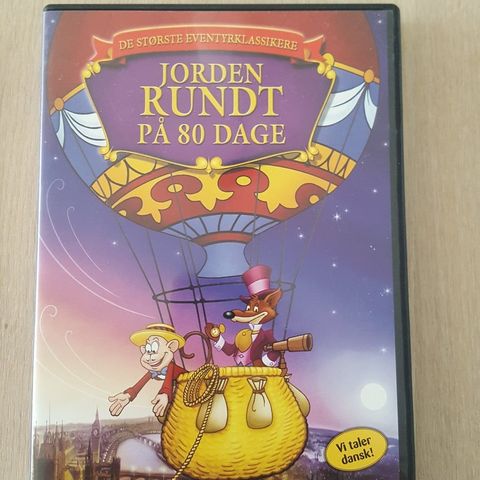 DE STØRSTE EVENTYRKLASSIKERE
JORDEN
RUNDT
PÅ 80 DAGE
Vi taler
dansk!